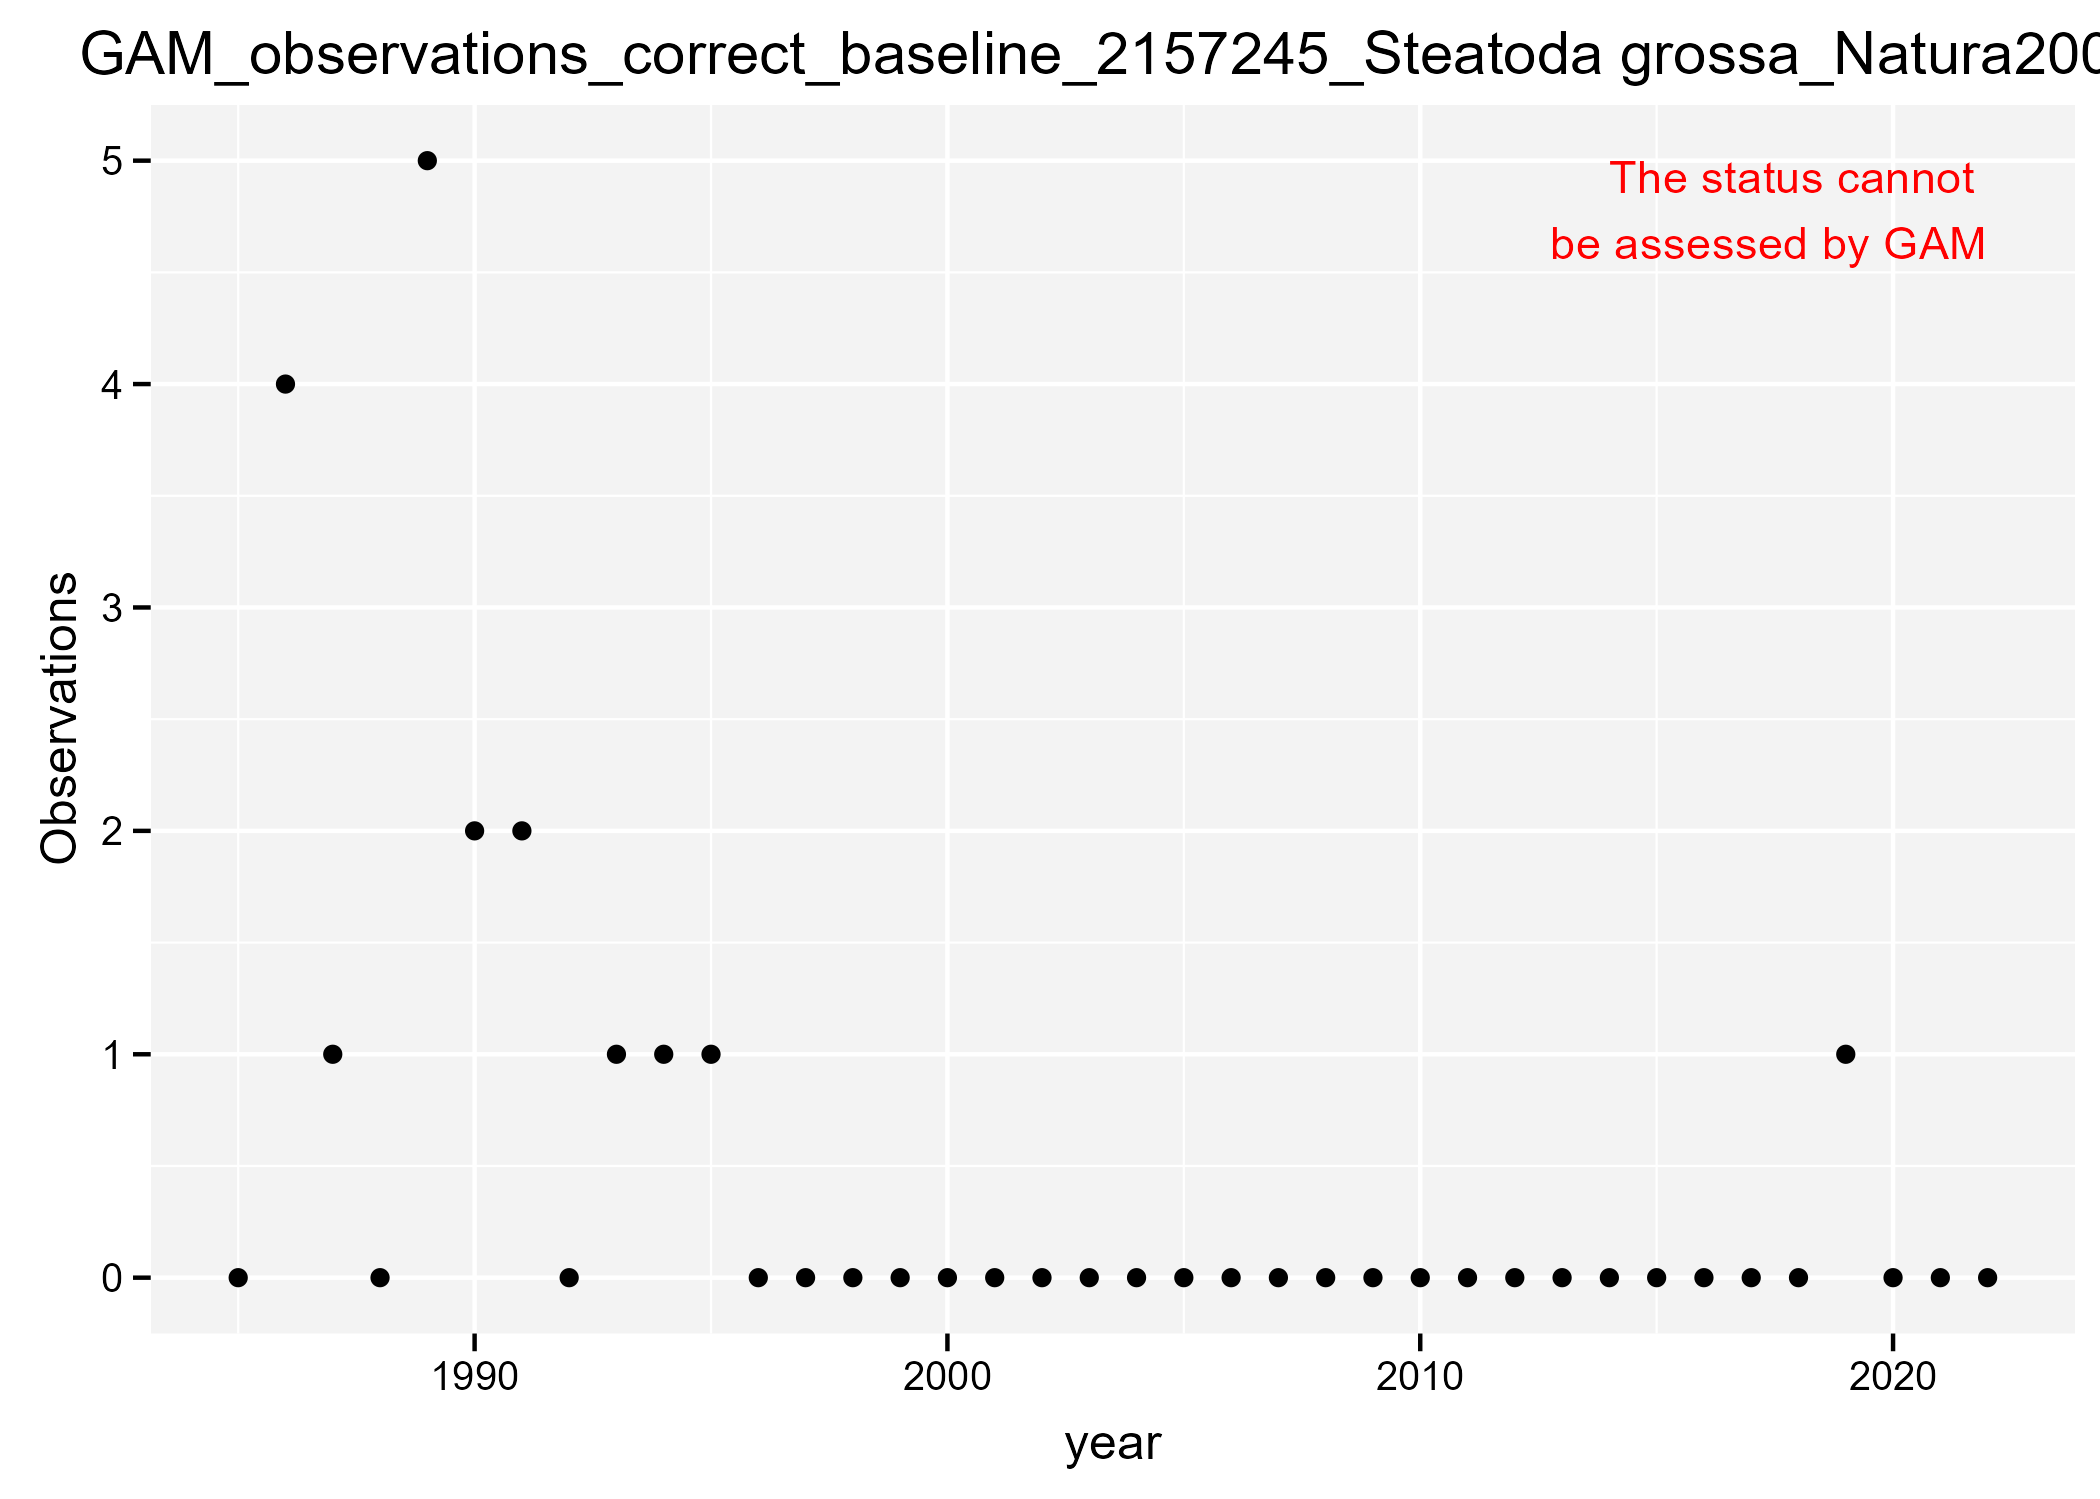 GAM_observations_correct_baseline_2157245_Steatoda grossa_Natura200
The status cannot
be assessed by GAM
Observations
5
4
3
2
1
0
1990 2000 2010 2020
year